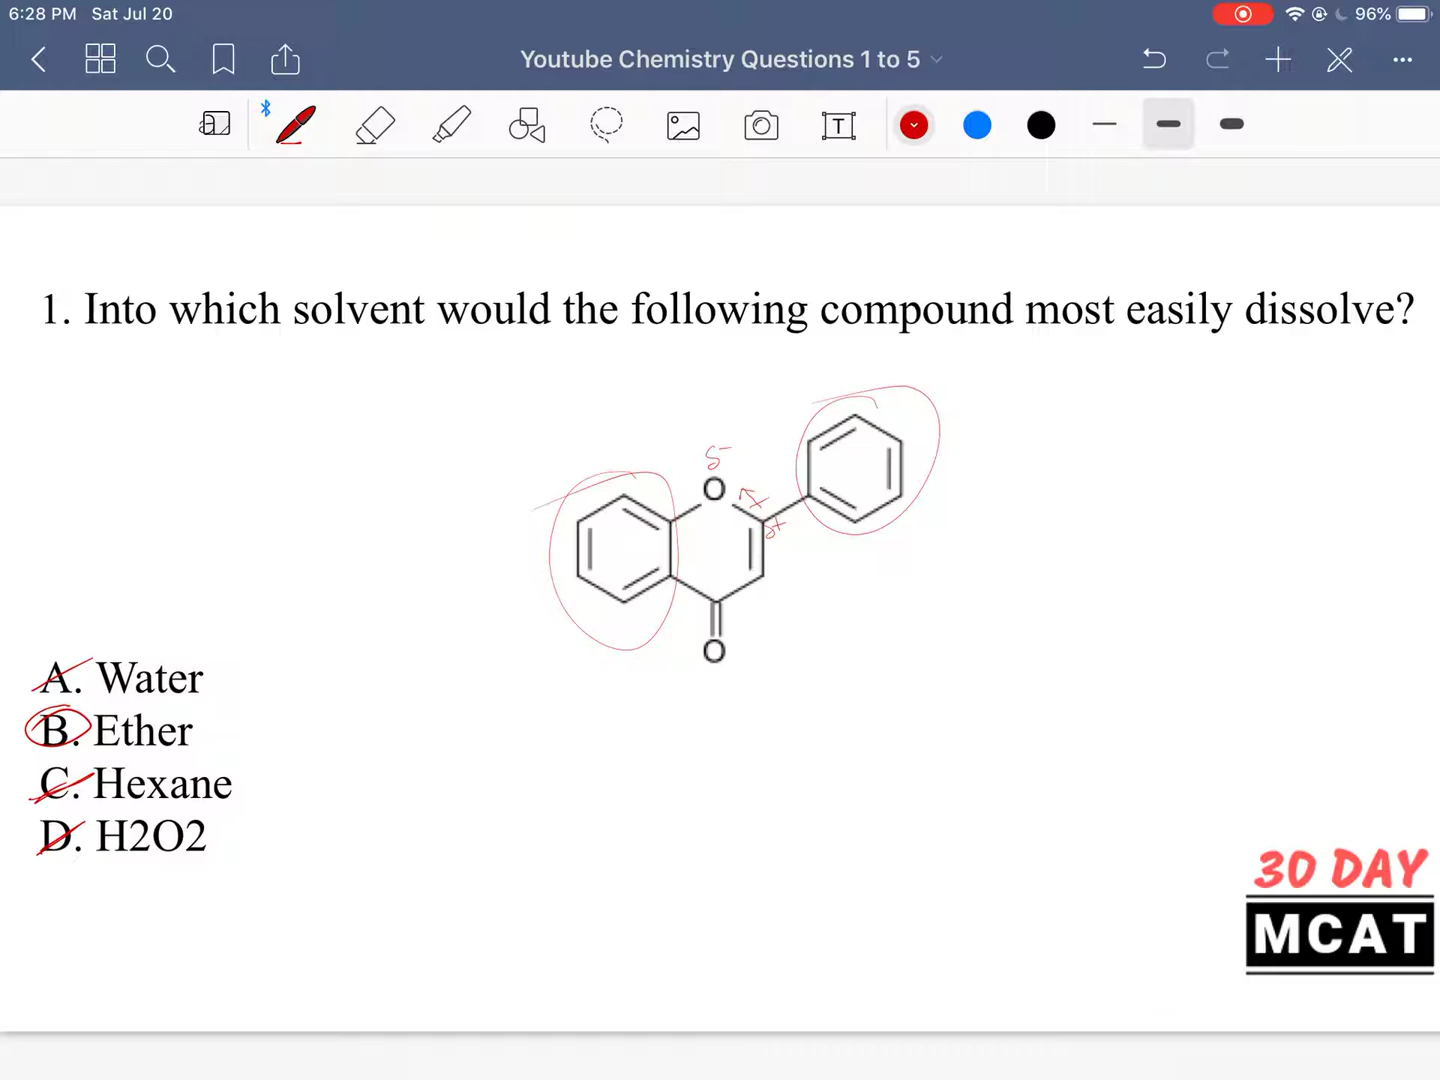 6:28 PM Sat Jul 20
96%
Youtube Chemistry Questions 1 to 5
T
1. Into which solvent would the following compound most easily dissolve?
δ-
O
δ+
O
A. Water
B. Ether
C. Hexane
D. H2O2
30 DAY
MCAT